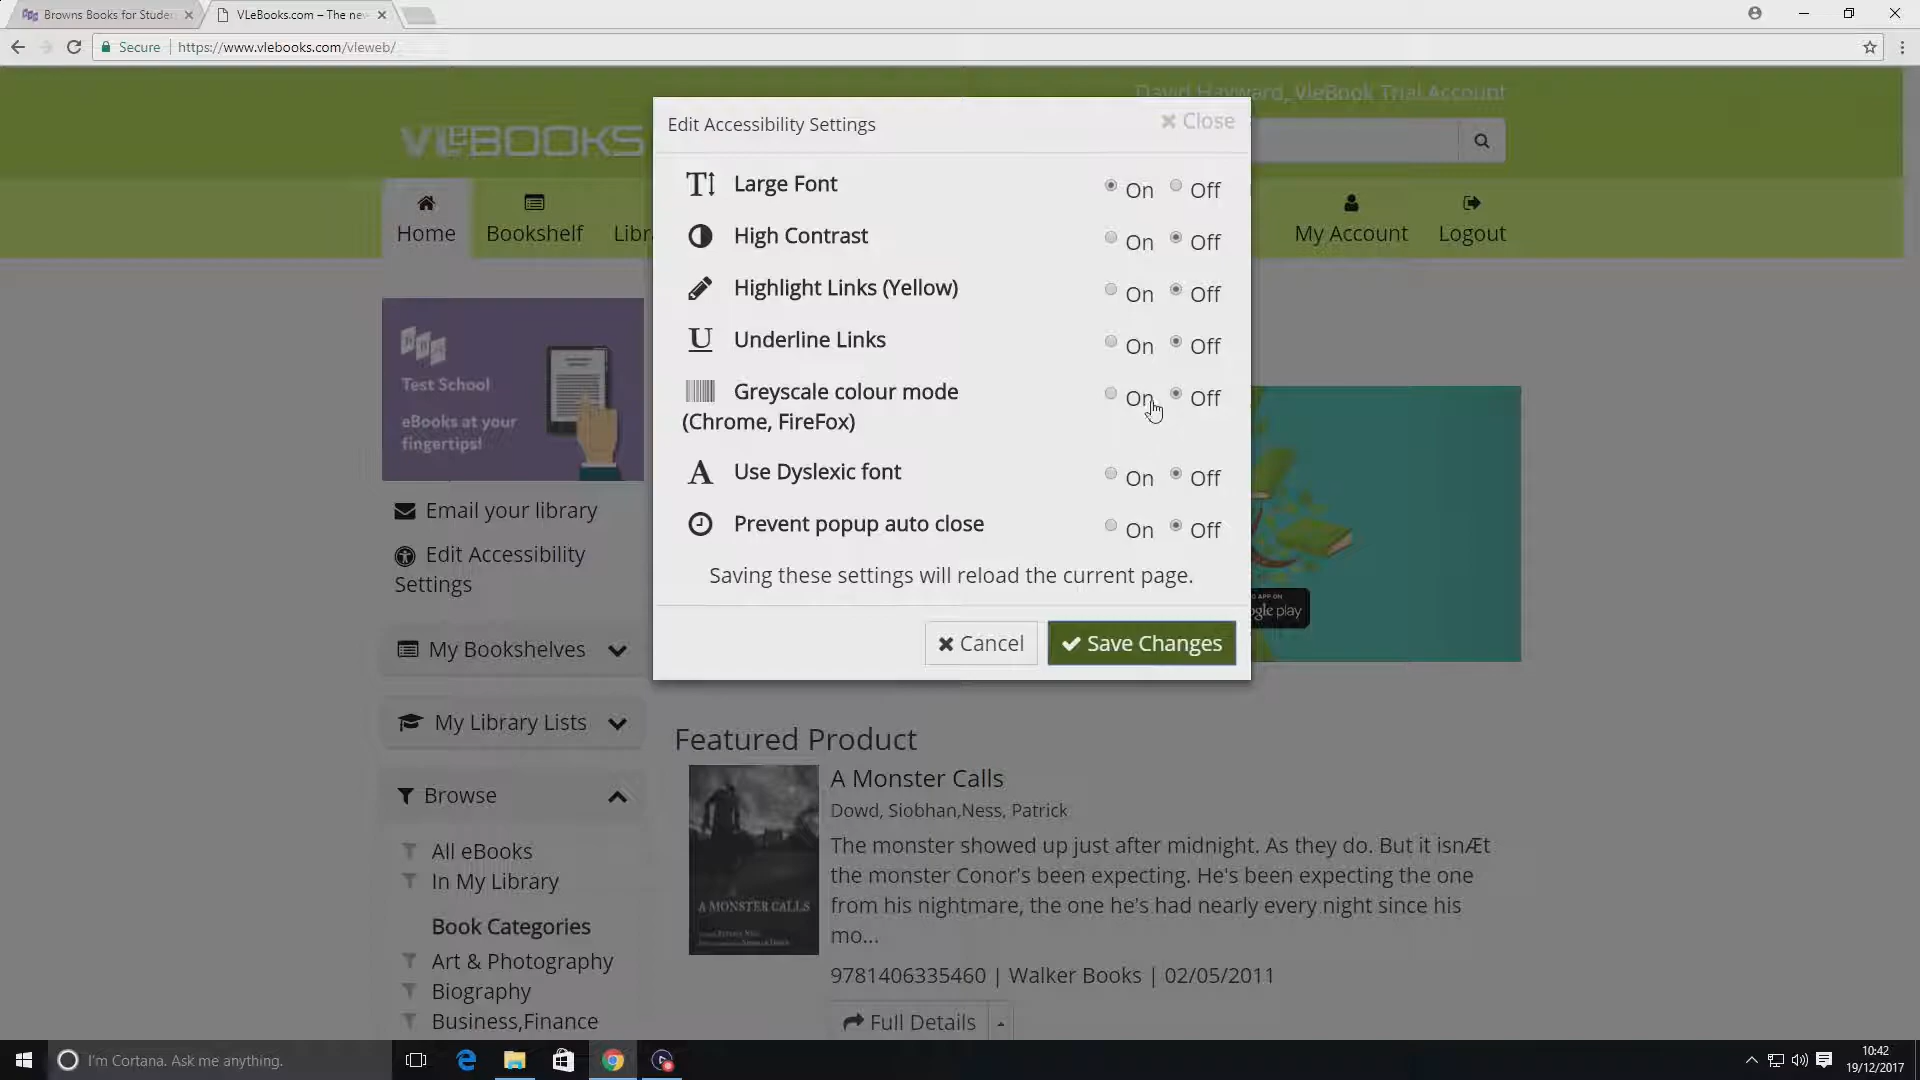 Browns Books for Stude
VLeBooks.com – The ne
Secure
https://www.vlebooks.com/vleweb/
David Hayward, VleBook Trial Account
VLeBOOKS
Home
Bookshelf
Libr
My Account
Logout
Edit Accessibility Settings
Close
Large Font
On
Off
High Contrast
On
Off
Highlight Links (Yellow)
On
Off
Underline Links
On
Off
Greyscale colour mode
(Chrome, FireFox)
On
Off
Use Dyslexic font
On
Off
Prevent popup auto close
On
Off
Saving these settings will reload the current page.
Cancel
Save Changes
Test School
eBooks at your
fingertips!
Email your library
Edit Accessibility
Settings
My Bookshelves
My Library Lists
Browse
All eBooks
In My Library
Book Categories
Art & Photography
Biography
Business,Finance
gle play
Featured Product
A MONSTER CALLS
A Monster Calls
Dowd, Siobhan,Ness, Patrick
The monster showed up just after midnight. As they do. But it isnÆt
the monster Conor's been expecting. He's been expecting the one
from his nightmare, the one he's had nearly every night since his
mo...
9781406335460 | Walker Books | 02/05/2011
Full Details
I'm Cortana. Ask me anything.
10:42
19/12/2017